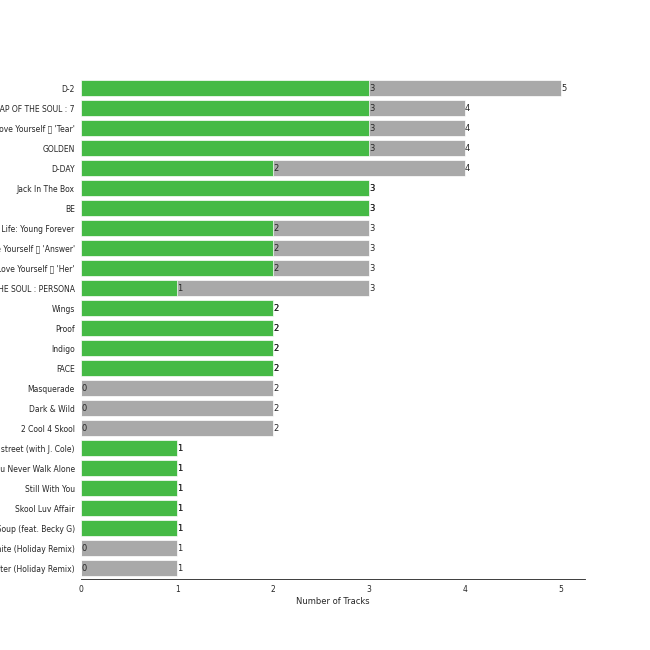 D-2 3 5
AP OF THE SOUL : 7 3 4
ove Yourself 'Tear' 3 4
GOLDEN 3 4
D-DAY 2 4
Jack In The Box 3
BE 3
Life: Young Forever 2 3
Yourself 'Answer' 2 3
Love Yourself 'Her' 2 3
HE SOUL : PERSONA 1 3
Wings 2
Proof 2
Indigo 2
FACE 2
Masquerade 0 2
Dark & Wild 0 2
2 Cool 4 Skool 0 2
street (with J. Cole) 1
u Never Walk Alone 1
Still With You 1
Skool Luv Affair 1
Soup (feat. Becky G) 1
ite (Holiday Remix) 0 1
ter (Holiday Remix) 0 1
0 1 2 3 4 5
Number of Tracks